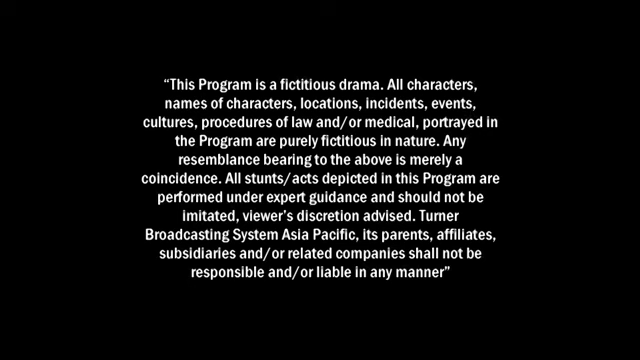 “This Program is a fictitious drama. All characters,
names of characters, locations, incidents, events,
cultures, procedures of law and/or medical, portrayed in
the Program are purely fictitious in nature. Any
resemblance bearing to the above is merely a
coincidence. All stunts/acts depicted in this Program are
performed under expert guidance and should not be
imitated, viewer’s discretion advised. Turner
Broadcasting System Asia Pacific, its parents, affiliates,
subsidiaries and/or related companies shall not be
responsible and/or liable in any manner”